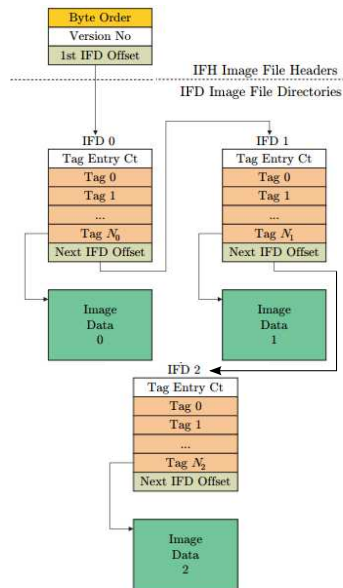 Byte Order
Version No
1st IFD Offset
IFH Image File Headers
IFD Image File Directories
IFD 0
Tag Entry Ct
Tag 0
Tag 1
...
Tag N₀
Next IFD Offset
Image
Data
0
IFD 1
Tag Entry Ct
Tag 0
Tag 1
...
Tag N₁
Next IFD Offset
Image
Data
1
IFD 2
Tag Entry Ct
Tag 0
Tag 1
...
Tag N₂
Next IFD Offset
Image
Data
2